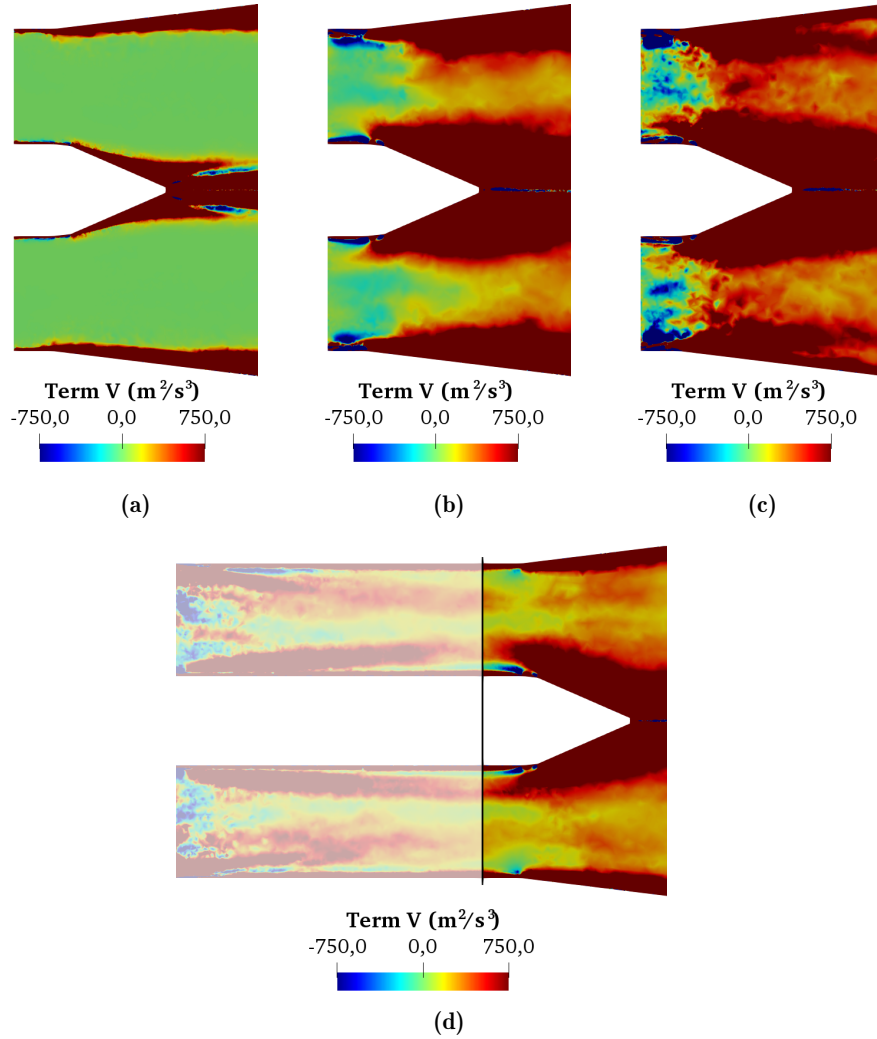 Term V (m²/s³) Term V (m²/s³) Term V (m²/s³)
-750,0 0,0 750,0 -750,0 0,0 750,0 -750,0 0,0 750,0
(a) (b) (c)
Term V (m²/s³)
-750,0 0,0 750,0
(d)